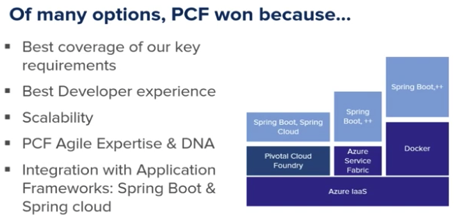 Of many options, PCF won because...
Best coverage of our key
requirements
Best Developer experience
Scalability
PCF Agile Expertise & DNA
Integration with Application
Frameworks: Spring Boot &
Spring cloud
Spring Boot, Spring
Cloud
Pivotal Cloud
Foundry
Spring
Boot, ++
Azure
Service
Fabric
Spring Boot,++
Docker
Azure IaaS